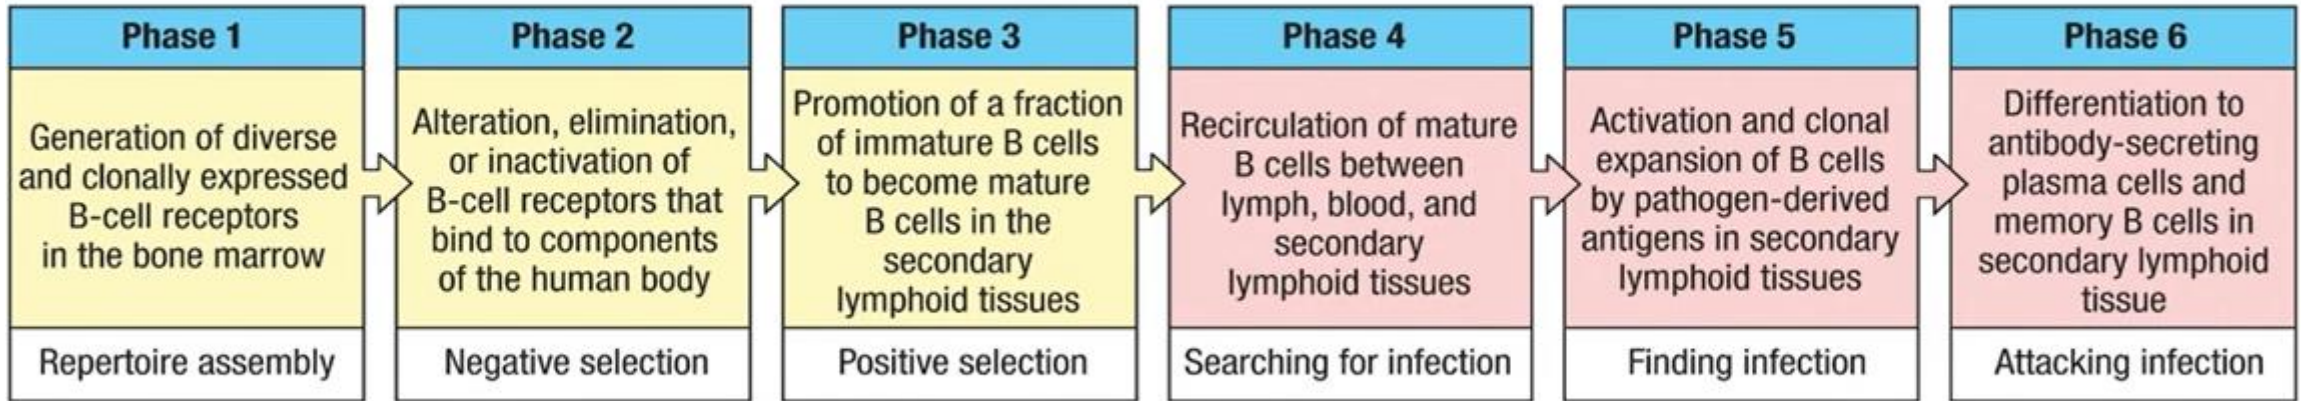 Phase 1
Generation of diverse
and clonally expressed
B-cell receptors
in the bone marrow
Repertoire assembly
Phase 2
Alteration, elimination,
or inactivation of
B-cell receptors that
bind to components
of the human body
Negative selection
Phase 3
Promotion of a fraction
of immature B cells
to become mature
B cells in the
secondary
lymphoid tissues
Positive selection
Phase 4
Recirculation of mature
B cells between
lymph, blood, and
secondary
lymphoid tissues
Searching for infection
Phase 5
Activation and clonal
expansion of B cells
by pathogen-derived
antigens in secondary
lymphoid tissues
Finding infection
Phase 6
Differentiation to
antibody-secreting
plasma cells and
memory B cells in
secondary lymphoid
tissue
Attacking infection